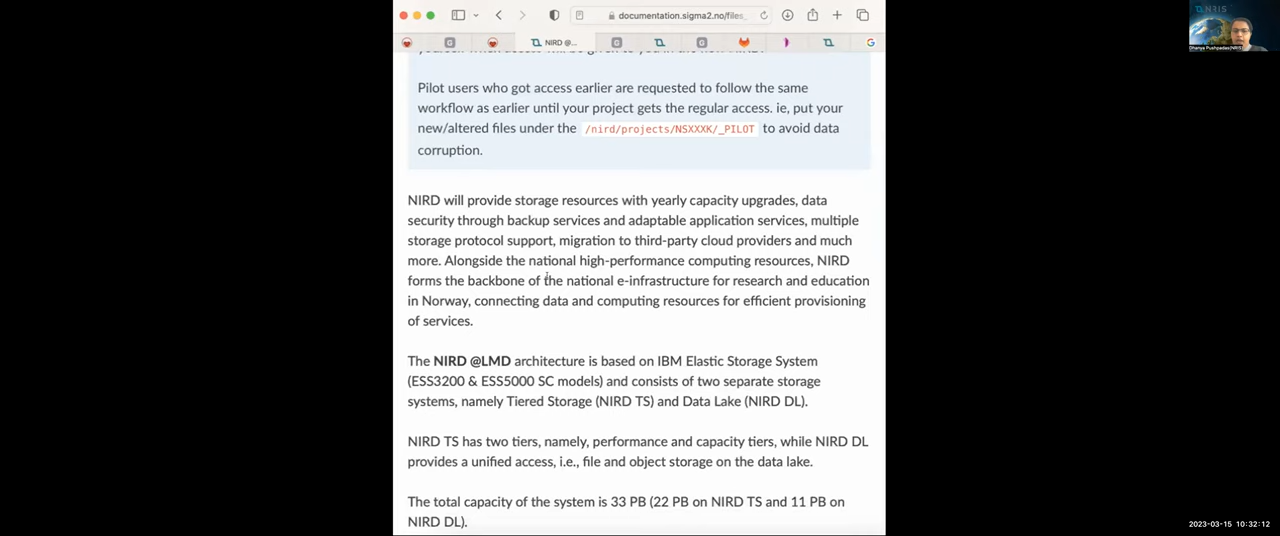 documentation.sigma2.no/files_
NIRD @...
Pilot users who got access earlier are requested to follow the same
workflow as earlier until your project gets the regular access. ie, put your
new/altered files under the /nird/projects/NSXXXK/_PILOT to avoid data
corruption.
NIRD will provide storage resources with yearly capacity upgrades, data
security through backup services and adaptable application services, multiple
storage protocol support, migration to third-party cloud providers and much
more. Alongside the national high-performance computing resources, NIRD
forms the backbone of the national e-infrastructure for research and education
in Norway, connecting data and computing resources for efficient provisioning
of services.
The NIRD @LMD architecture is based on IBM Elastic Storage System
(ESS3200 & ESS5000 SC models) and consists of two separate storage
systems, namely Tiered Storage (NIRD TS) and Data Lake (NIRD DL).
NIRD TS has two tiers, namely, performance and capacity tiers, while NIRD DL
provides a unified access, i.e., file and object storage on the data lake.
The total capacity of the system is 33 PB (22 PB on NIRD TS and 11 PB on
NIRD DL).
NRIS
Dhanya Pushpadas(NRIS)
2023-03-15 10:32:12